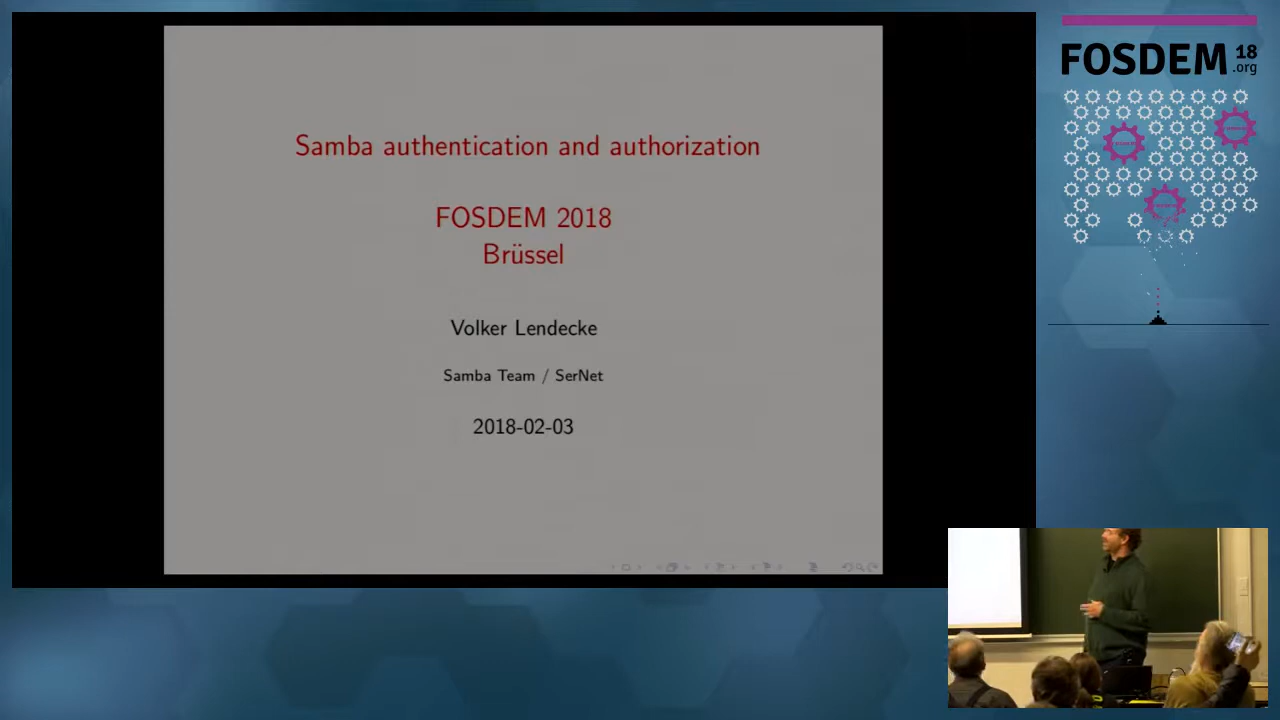 Samba authentication and authorization
FOSDEM 2018
Brüssel
Volker Lendecke
Samba Team / SerNet
2018-02-03
FOSDEM 18
.org